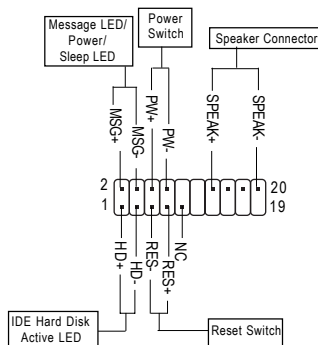 Message LED/
Power/
Sleep LED
Power
Switch
Speaker Connector
MSG+
MSG-
PW+
PW-
SPEAK+
SPEAK-
2
20
1
19
HD+
HD-
RES-
RES+
NC
IDE Hard Disk
Active LED
Reset Switch